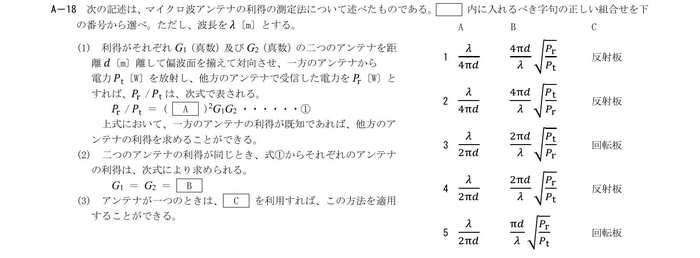 A－18 次の記述は、マイクロ波アンテナの利得の測定法について述べたものである。□内に入れるべき字句の正しい組合せを下
の番号から選べ。ただし、波長をλ〔m〕とする。
(1) 利得がそれぞれ G₁（真数）及び G₂（真数）の二つのアンテナを距
離 d〔m〕離して偏波面を揃えて対向させ、一方のアンテナから
電力 Pt〔W〕を放射し、他方のアンテナで受信した電力を Pr〔W〕と
すれば、Pr / Pt は、次式で表される。
Pr / Pt ＝ ( A )²G₁G₂ ・・・・・・①
上式において、一方のアンテナの利得が既知であれば、他方のア
ンテナの利得を求めることができる。
(2) 二つのアンテナの利得が同じとき、式①からそれぞれのアンテナ
の利得は、次式により求められる。
G₁ ＝ G₂ ＝ B
(3) アンテナが一つのときは、 C を利用すれば、この方法を適用
することができる。
A B C
1 λ/4πd 4πd/λ √(Pr/Pt) 反射板
2 λ/4πd 4πd/λ √(Pr/Pt) 反射板
3 λ/2πd 2πd/λ √(Pr/Pt) 回転板
4 λ/2πd 2πd/λ √(Pr/Pt) 反射板
5 λ/2πd πd/λ √(Pr/Pt) 回転板